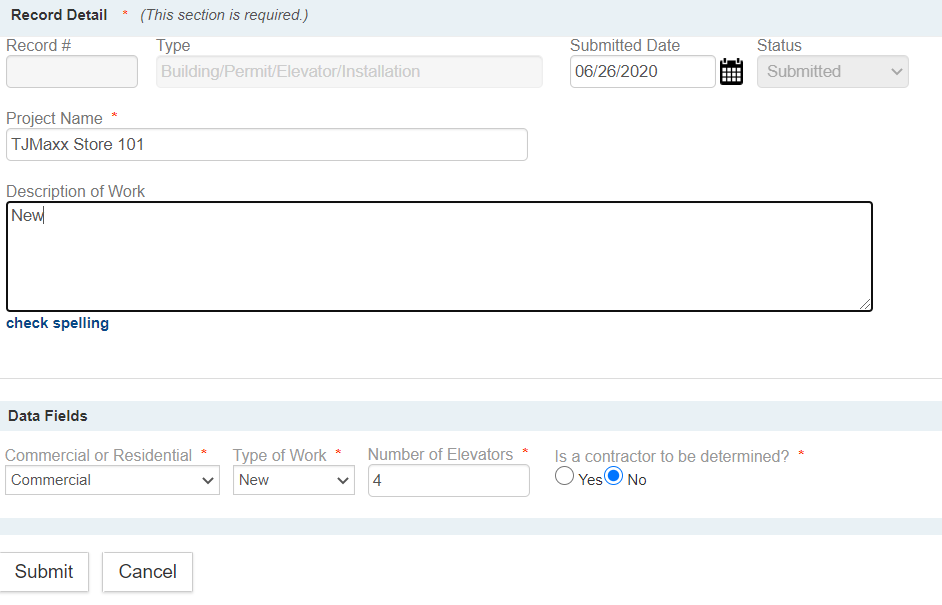 Record Detail * (This section is required.)
Record # Type Submitted Date Status
Building/Permit/Elevator/Installation 06/26/2020 Submitted
Project Name *
TJMaxx Store 101
Description of Work
New
check spelling
Data Fields
Commercial or Residential * Type of Work * Number of Elevators * Is a contractor to be determined? *
Commercial New 4 Yes No
Submit Cancel